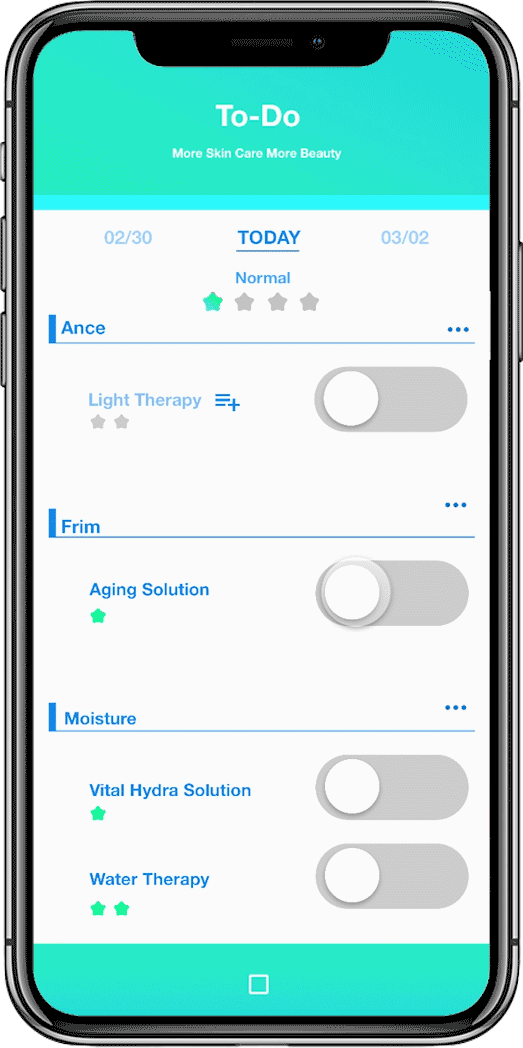 To-Do
More Skin Care More Beauty
02/30 TODAY 03/02
Normal
Ance
Light Therapy
Frim
Aging Solution
Moisture
Vital Hydra Solution
Water Therapy